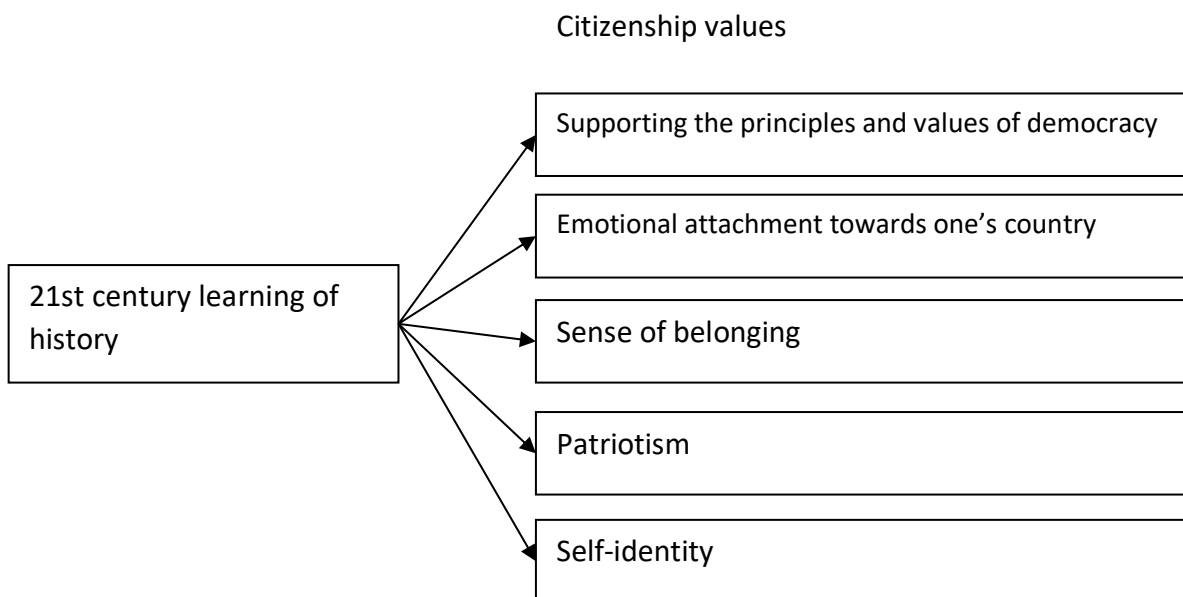 Citizenship values
Supporting the principles and values of democracy
Emotional attachment towards one’s country
21st century learning of
history
Sense of belonging
Patriotism
Self-identity